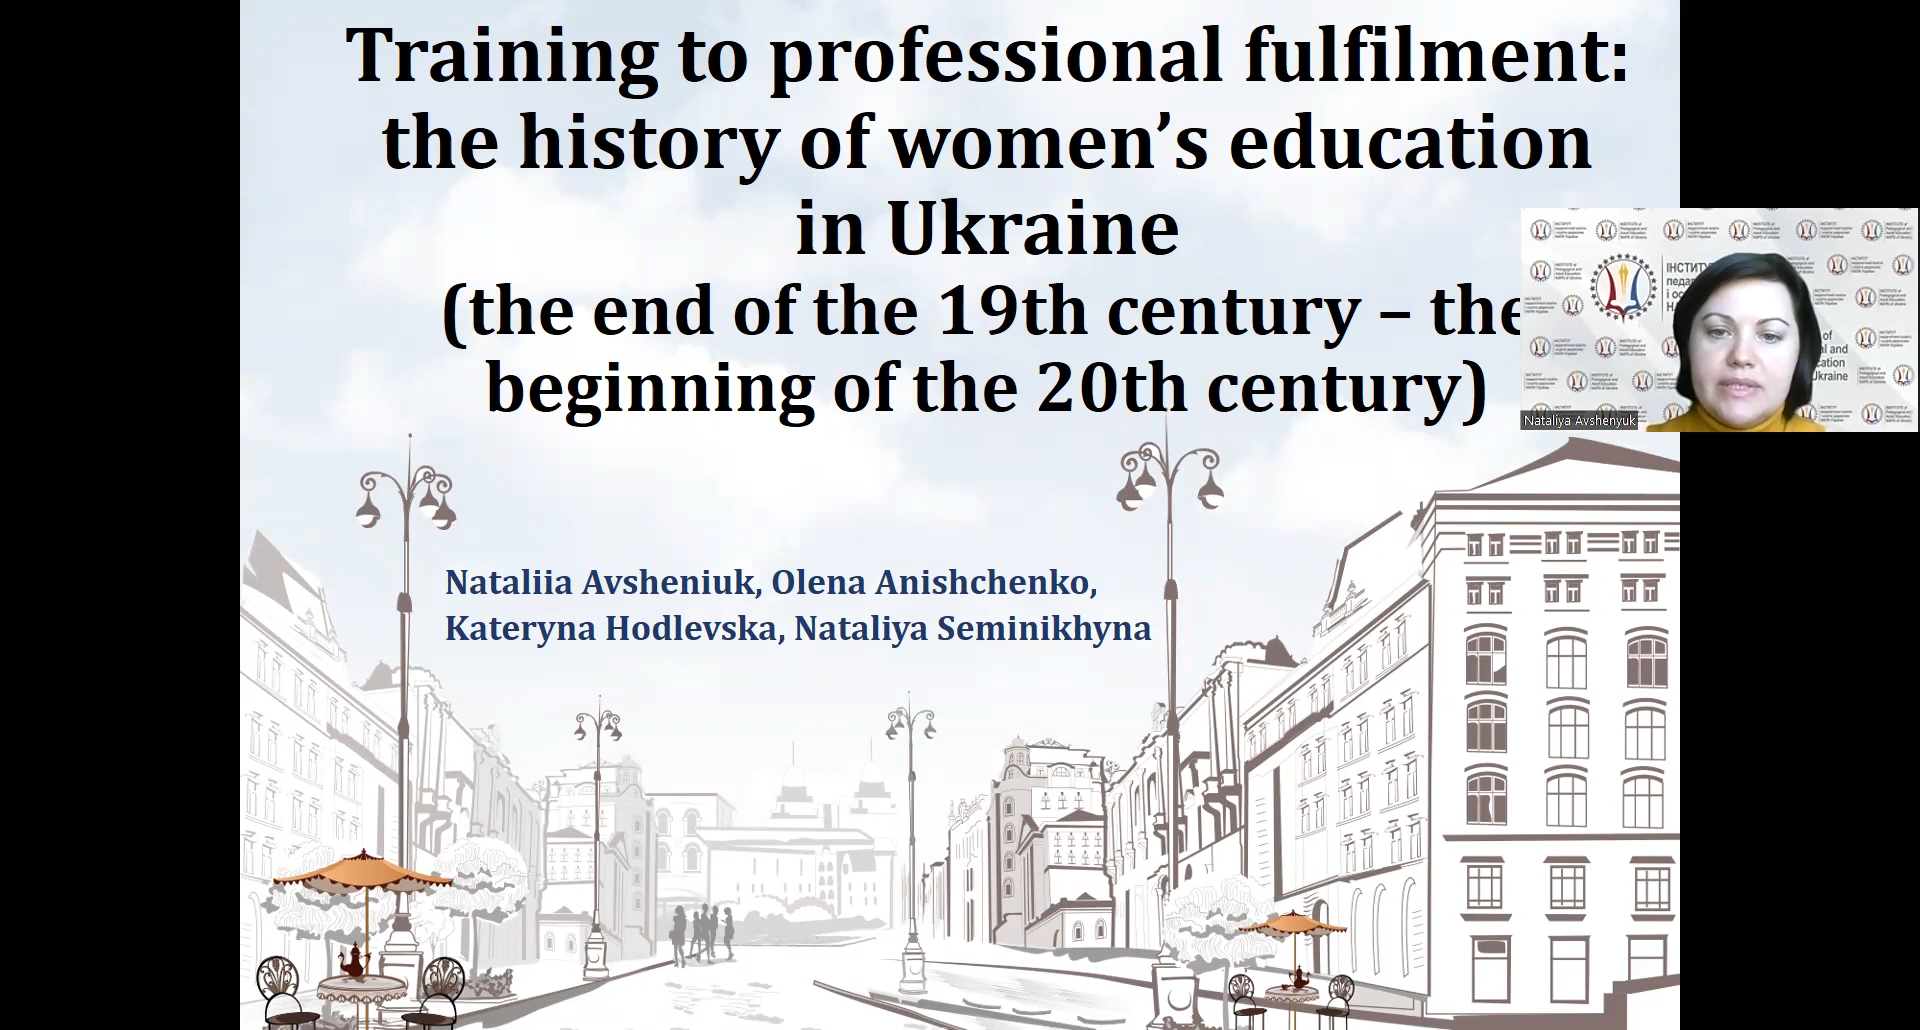 Training to professional fulfilment:
the history of women’s education
in Ukraine
(the end of the 19th century – the
beginning of the 20th century)
Nataliia Avsheniuk, Olena Anishchenko,
Kateryna Hodlevska, Nataliya Seminikhyna
Nataliya Avshenyuk